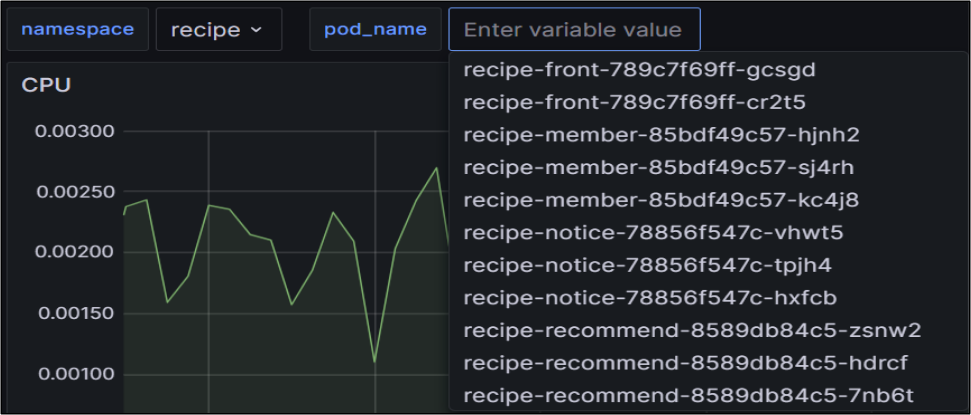 namespace recipe pod_name Enter variable value
CPU
0.00300
0.00250
0.00200
0.00150
0.00100
recipe-front-789c7f69ff-gcsgd
recipe-front-789c7f69ff-cr2t5
recipe-member-85bdf49c57-hjnh2
recipe-member-85bdf49c57-sj4rh
recipe-member-85bdf49c57-kc4j8
recipe-notice-78856f547c-vhwt5
recipe-notice-78856f547c-tpjh4
recipe-notice-78856f547c-hxfcb
recipe-recommend-8589db84c5-zsnw2
recipe-recommend-8589db84c5-hdrcf
recipe-recommend-8589db84c5-7nb6t